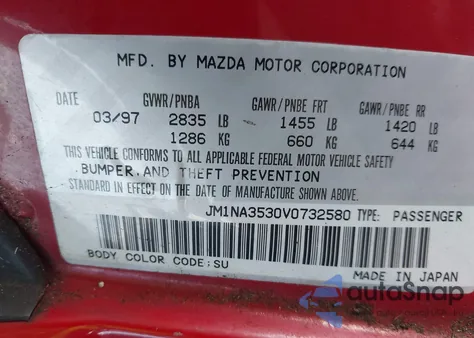 MFD. BY MAZDA MOTOR CORPORATION
DATE GVWR/PNBA GAWR/PNBE FRT GAWR/PNBE RR
03/97 2835 LB 1455 LB 1420 LB
1286 KG 660 KG 644 KG
THIS VEHICLE CONFORMS TO ALL APPLICABLE FEDERAL MOTOR VEHICLE SAFETY
BUMPER,AND THEFT PREVENTION
STANDARD IN EFFECT ON THE DATE OF MANUFACTURE SHOWN ABOVE.
JM1NA3530V0732580 TYPE: PASSENGER
BODY COLOR CODE:SU
MADE IN JAPAN
autoSnap